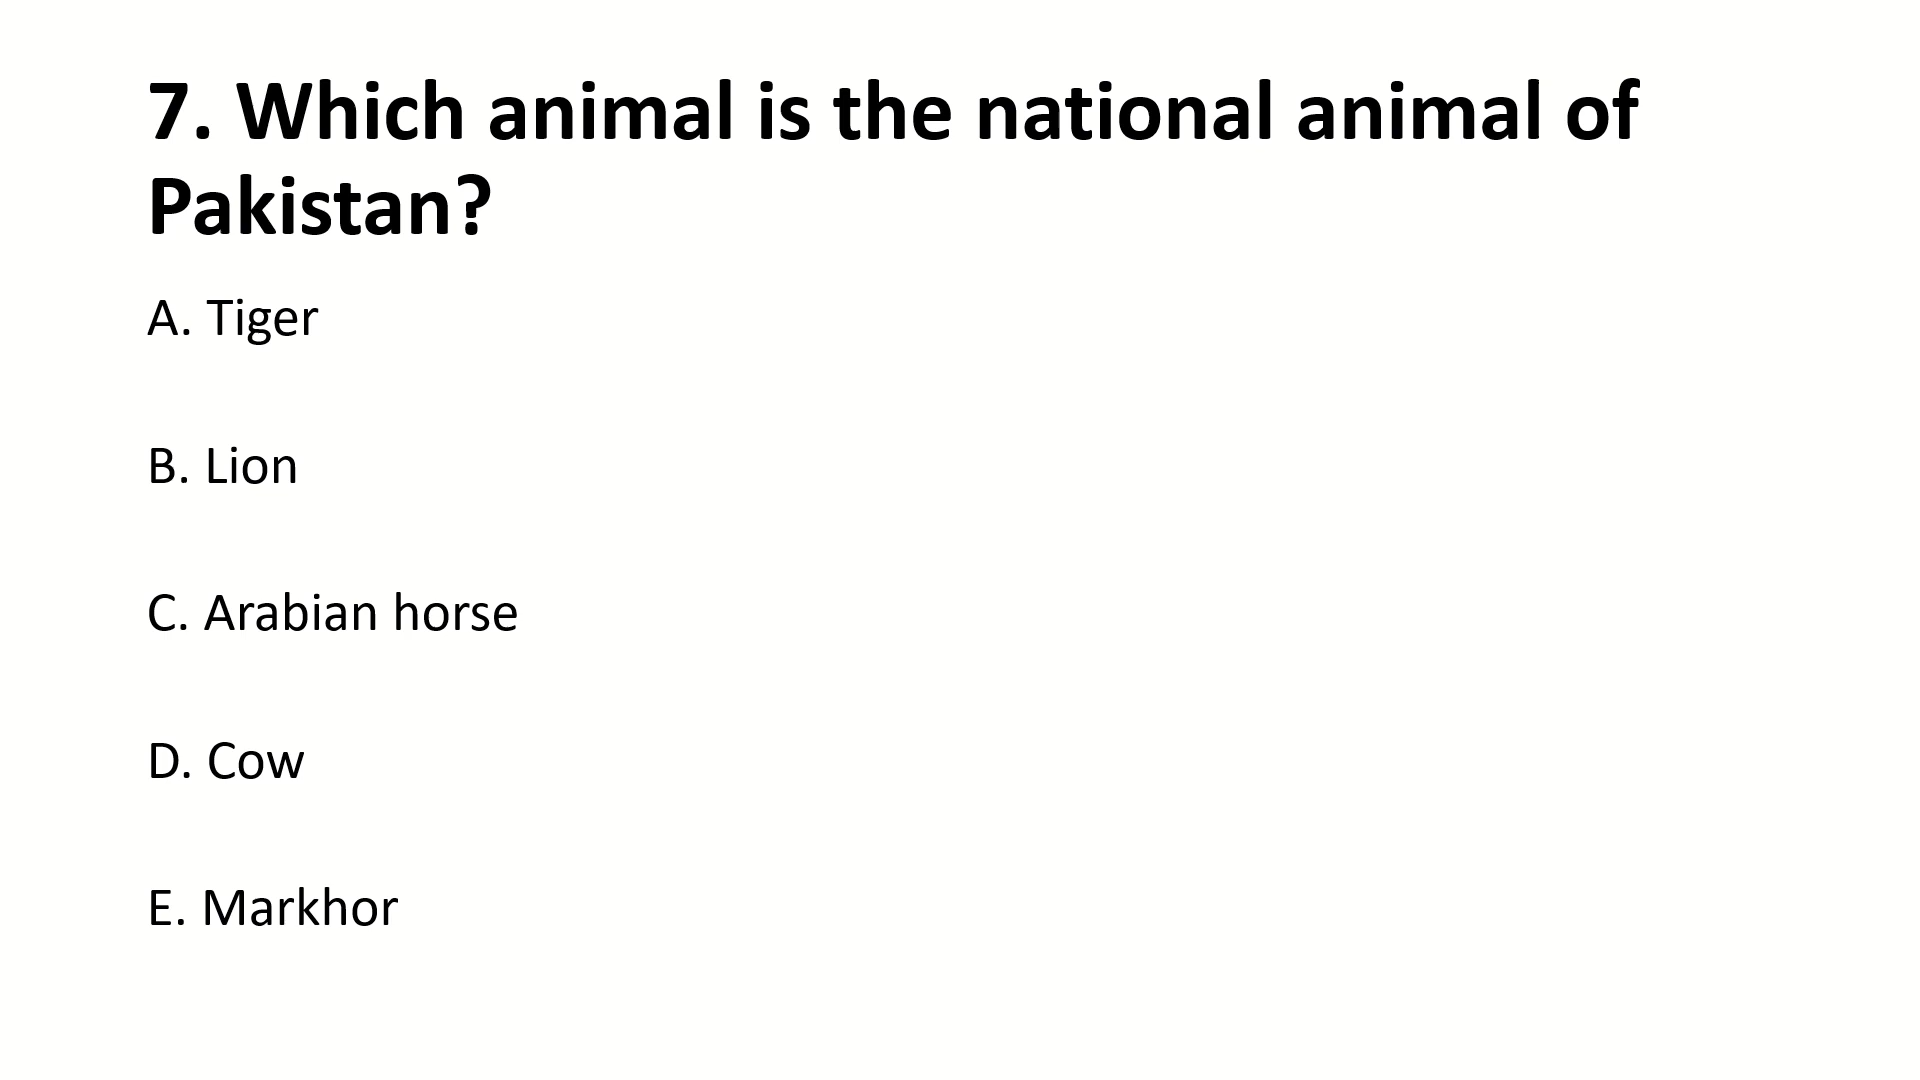 7. Which animal is the national animal of
Pakistan?
A. Tiger
B. Lion
C. Arabian horse
D. Cow
E. Markhor